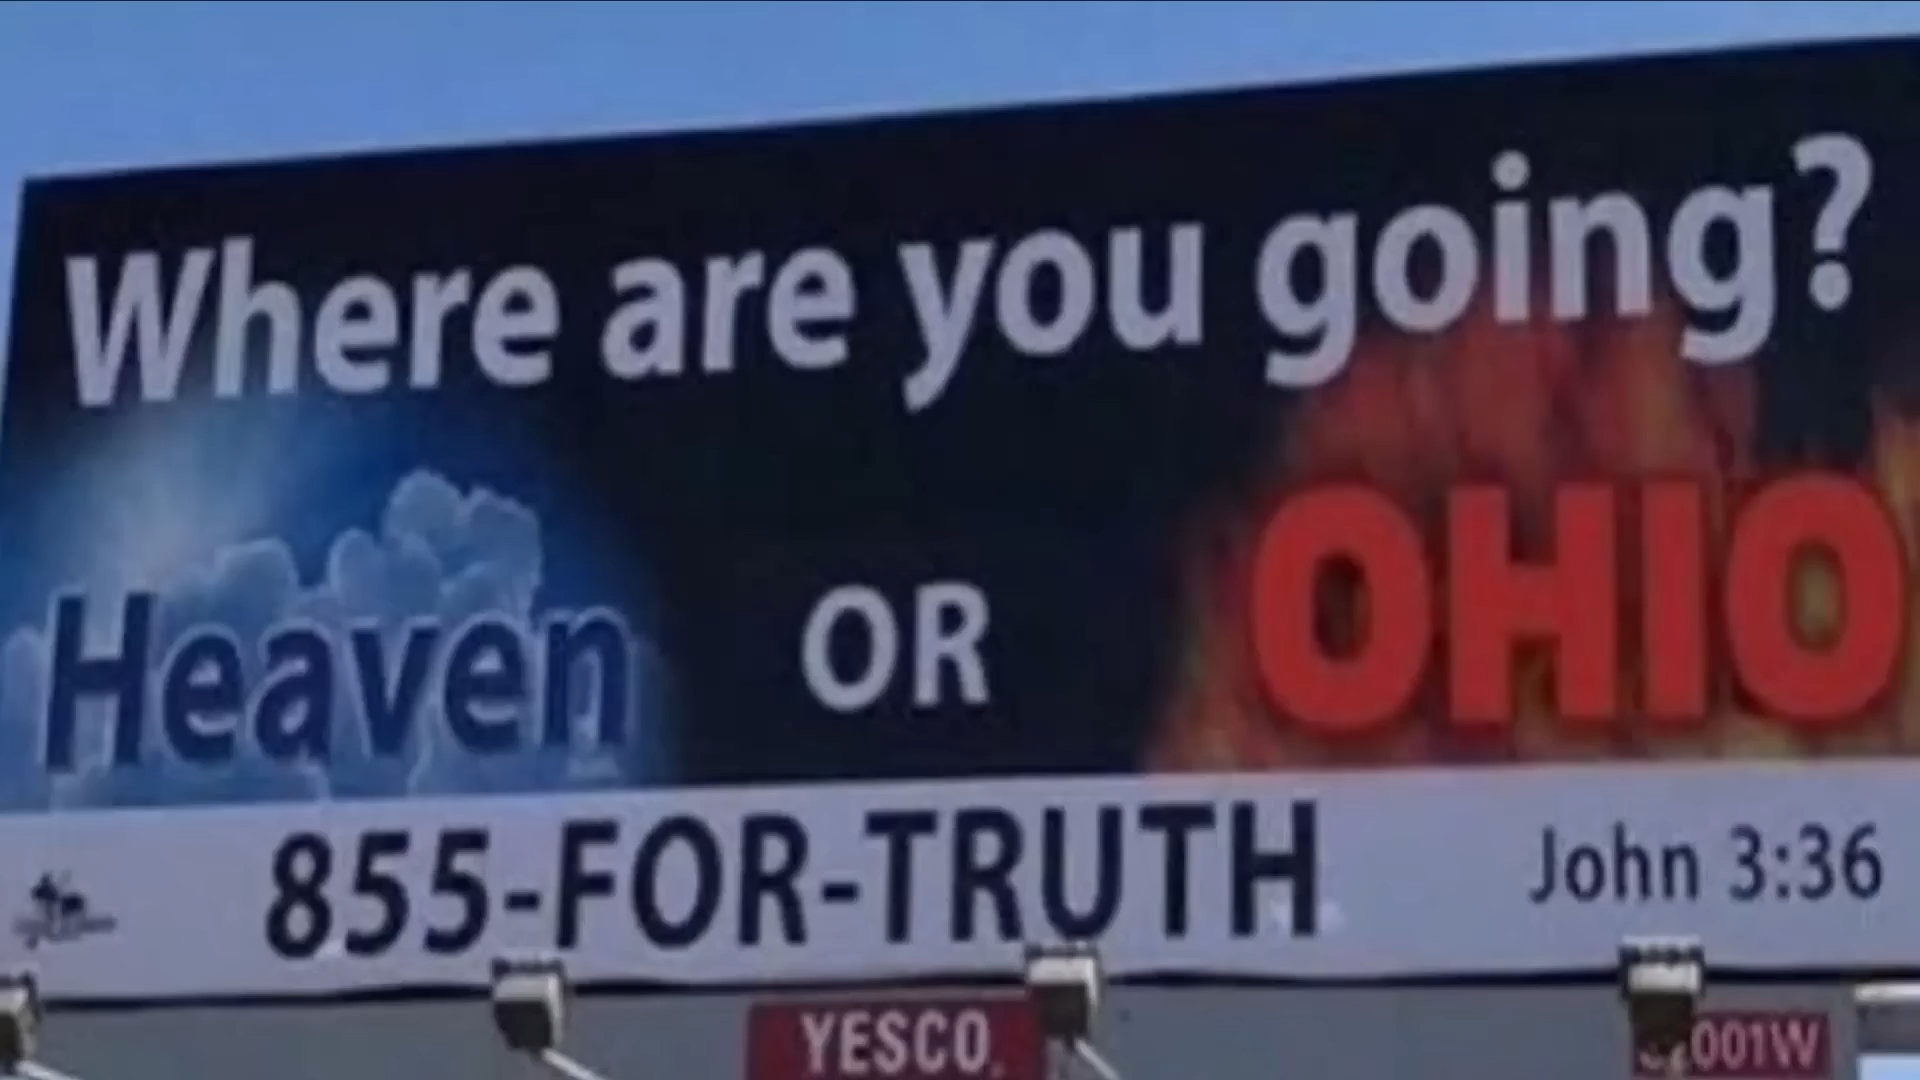 Where are you going?
Heaven OR OHIO
855-FOR-TRUTH John 3:36
YESCO.